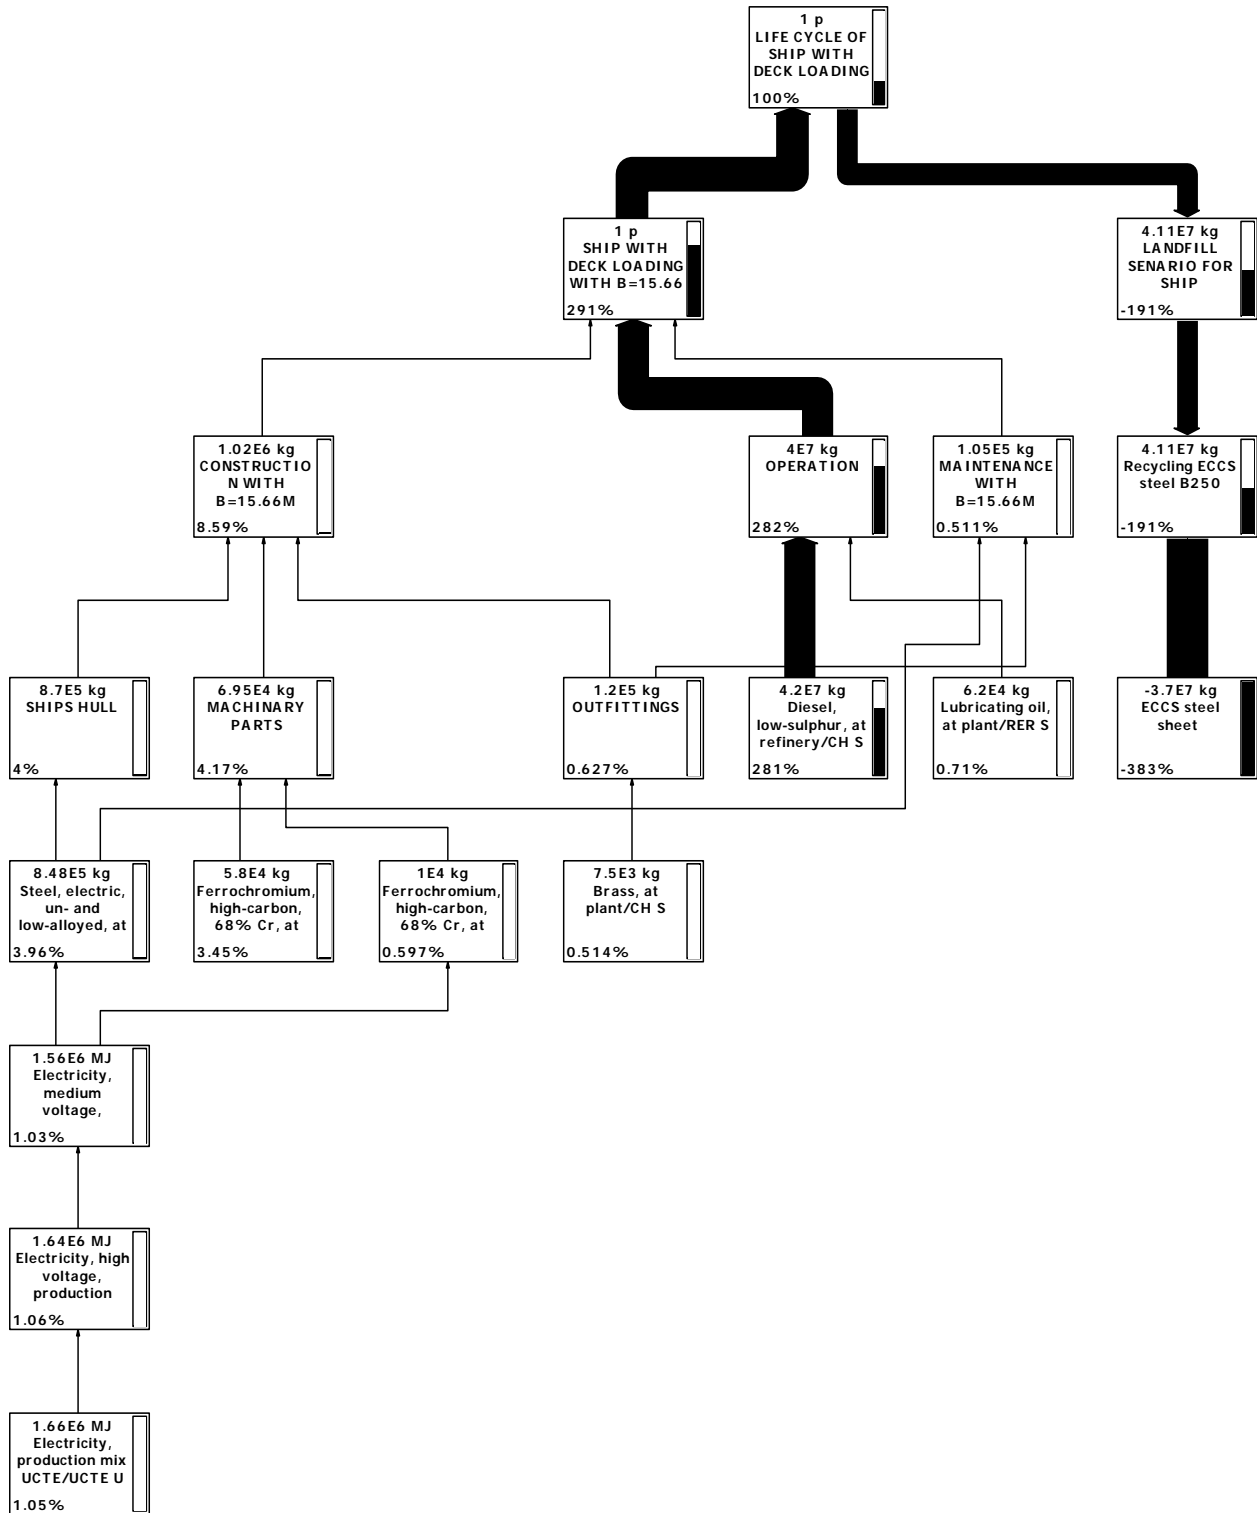 1 p
LIFE CYCLE OF
SHIP WITH
DECK LOADING
100%
1 p
SHIP WITH
DECK LOADING
WITH B=15.66
291%
4.11E7 kg
LANDFILL
SENARIO FOR
SHIP
-191%
1.02E6 kg
CONSTRUCTIO
N WITH
B=15.66M
8.59%
4E7 kg
OPERATION
282%
1.05E5 kg
MAINTENANCE
WITH
B=15.66M
0.511%
4.11E7 kg
Recycling ECCS
steel B250
-191%
8.7E5 kg
SHIPS HULL
4%
6.95E4 kg
MACHINARY
PARTS
4.17%
1.2E5 kg
OUTFITTINGS
0.627%
4.2E7 kg
Diesel,
low-sulphur, at
refinery/CH S
281%
6.2E4 kg
Lubricating oil,
at plant/RER S
0.71%
-3.7E7 kg
ECCS steel
sheet
-383%
8.48E5 kg
Steel, electric,
un- and
low-alloyed, at
3.96%
5.8E4 kg
Ferrochromium,
high-carbon,
68% Cr, at
3.45%
1E4 kg
Ferrochromium,
high-carbon,
68% Cr, at
0.597%
7.5E3 kg
Brass, at
plant/CH S
0.514%
1.56E6 MJ
Electricity,
medium
voltage,
1.03%
1.64E6 MJ
Electricity, high
voltage,
production
1.06%
1.66E6 MJ
Electricity,
production mix
UCTE/UCTE U
1.05%